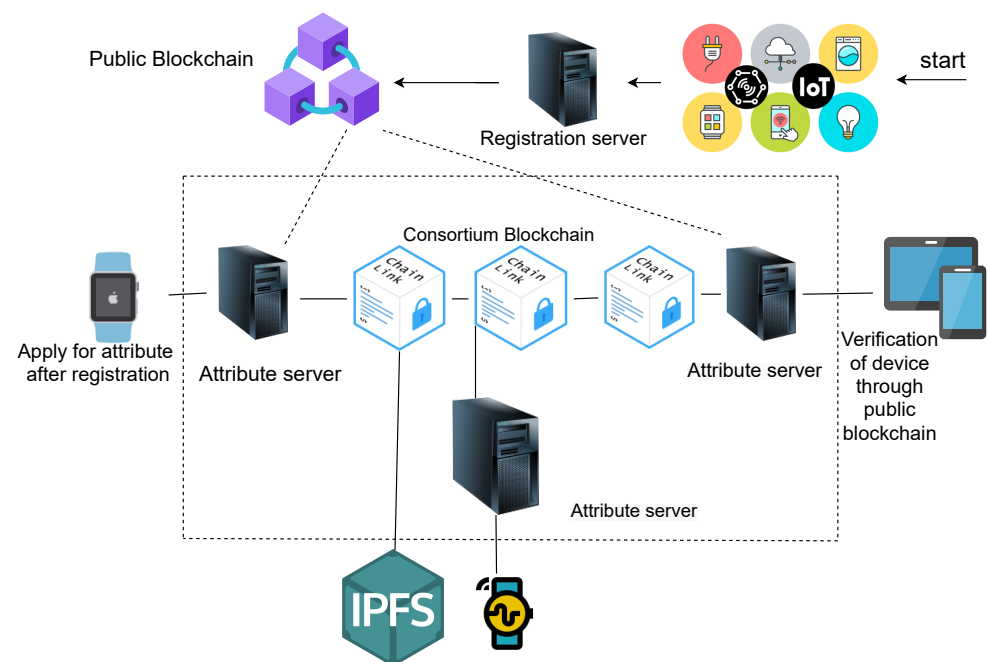 start
Public Blockchain
IoT
Registration server
Consortium Blockchain
Chain
Link
Chain
Link
Chain
Link
Apply for attribute
after registration
Attribute server
Attribute server
Verification
of device
through
public
blockchain
Attribute server
IPFS